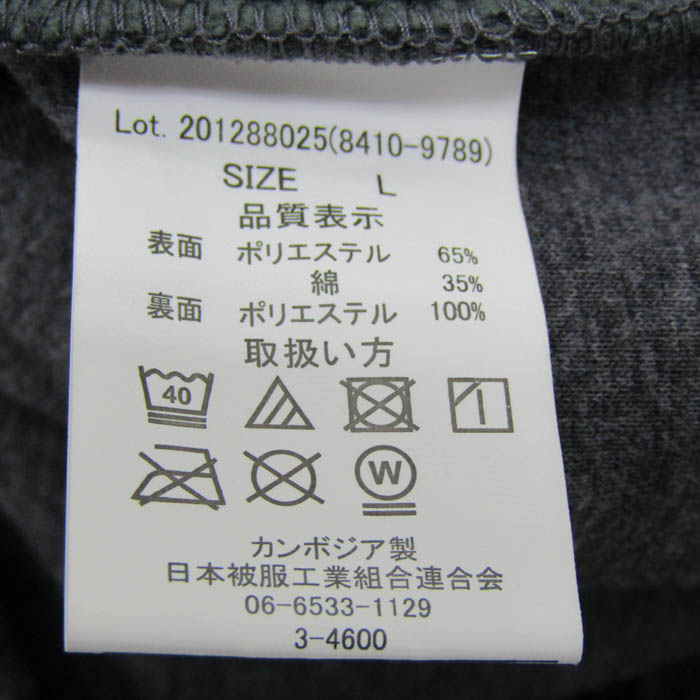 Lot. 201288025(8410-9789)
SIZE L
品質表示
表面 ポリエステル 65%
綿 35%
裏面 ポリエステル 100%
取扱い方
40
W
カンボジア製
日本被服工業組合連合会
06-6533-1129
3-4600